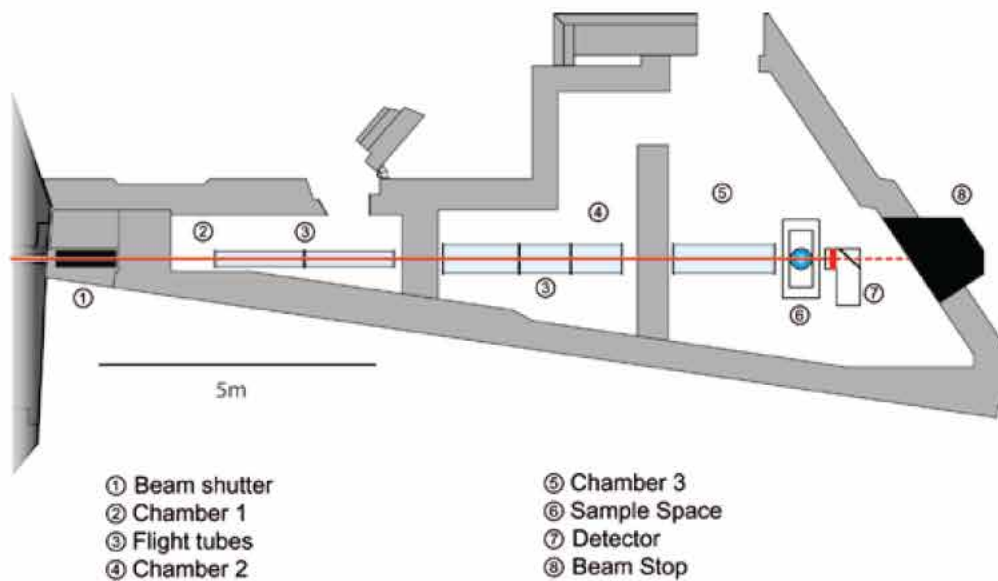 ⑧
⑤
④
② ③
① ③ ⑥ ⑦
5m
① Beam shutter
② Chamber 1
③ Flight tubes
④ Chamber 2
⑤ Chamber 3
⑥ Sample Space
⑦ Detector
⑧ Beam Stop